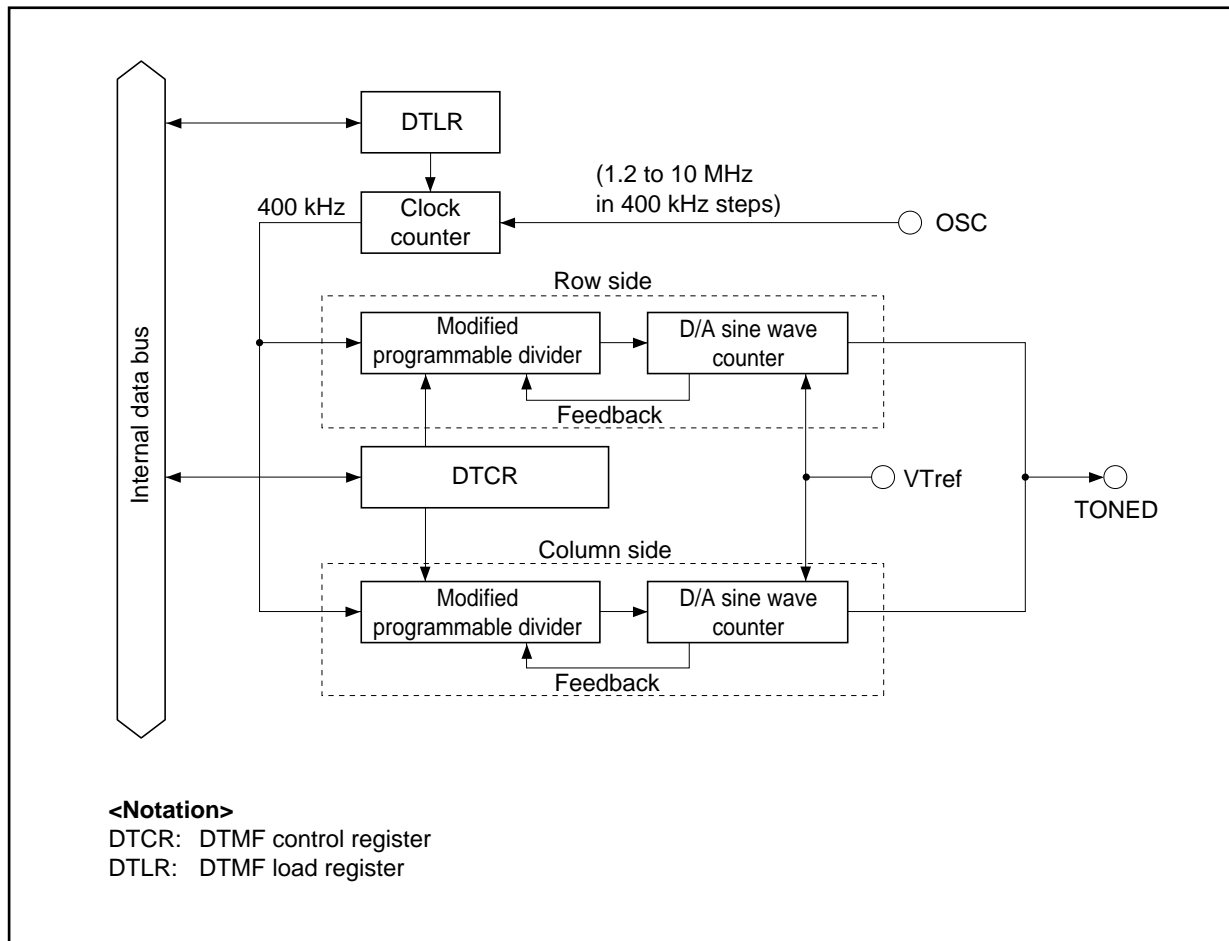 DTLR
(1.2 to 10 MHz
in 400 kHz steps)
400 kHz
Clock
counter
OSC
Row side
Modified
programmable divider
D/A sine wave
counter
Feedback
Internal data bus
DTCR
VTref
TONED
Column side
Modified
programmable divider
D/A sine wave
counter
Feedback
<Notation>
DTCR: DTMF control register
DTLR: DTMF load register